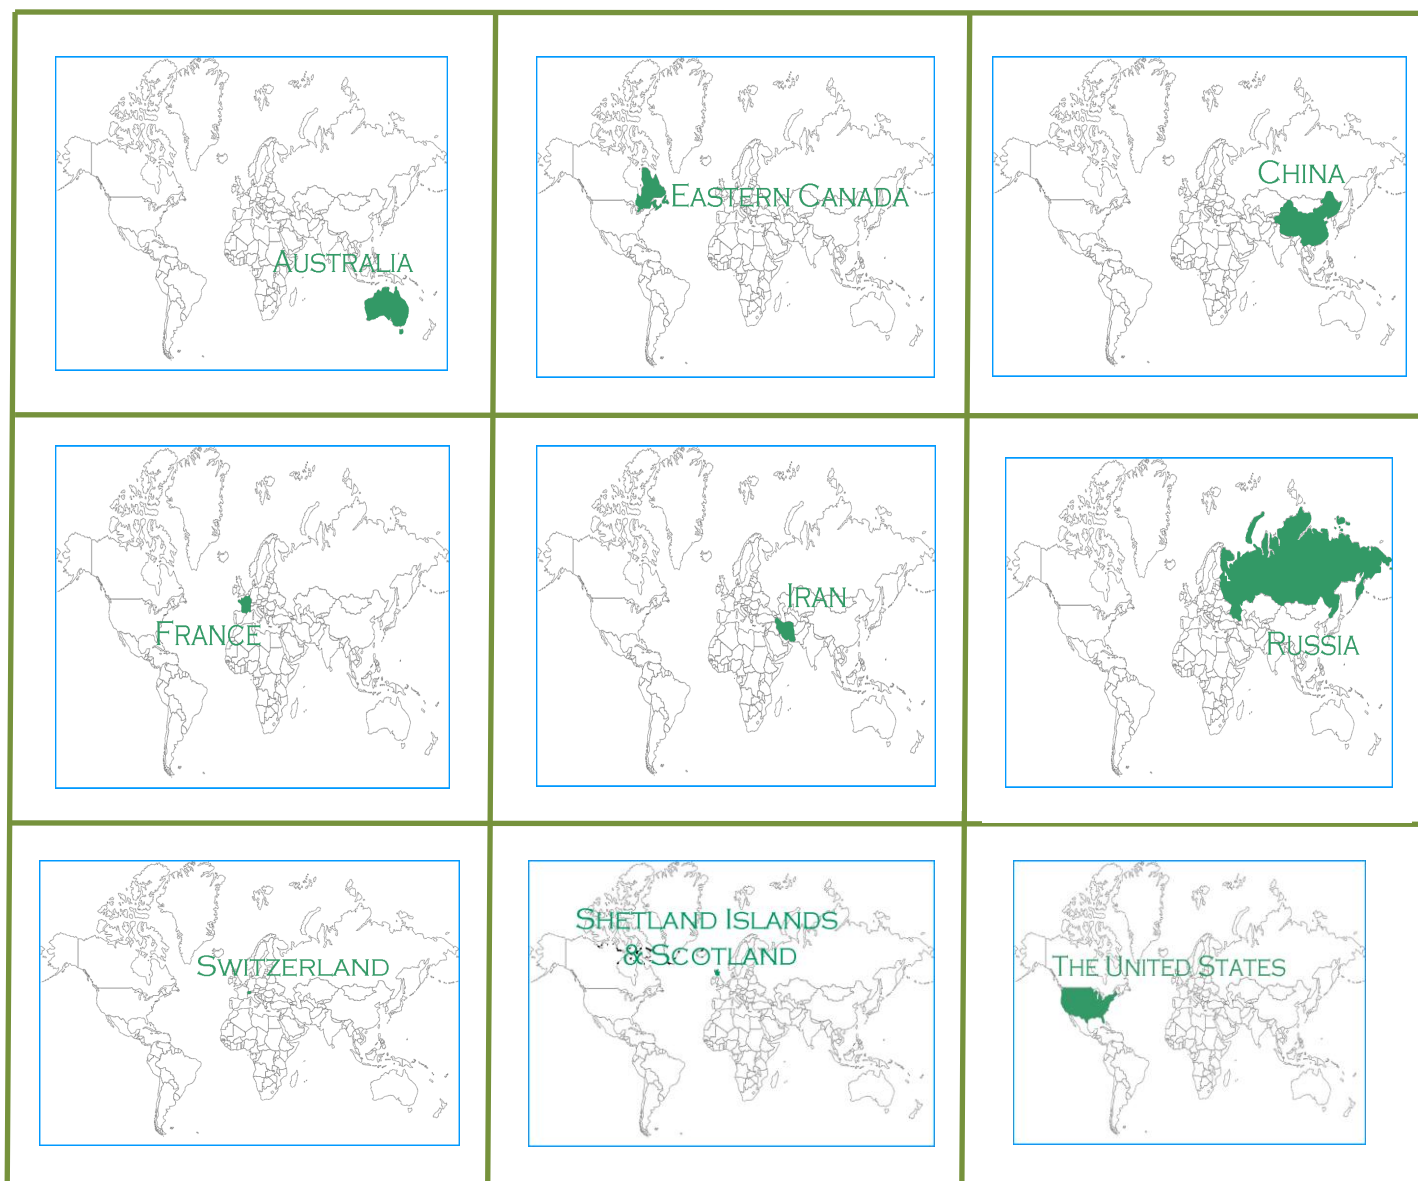 Australia
Eastern Canada
China
France
Iran
Russia
Switzerland
Shetland Islands
& Scotland
The United States